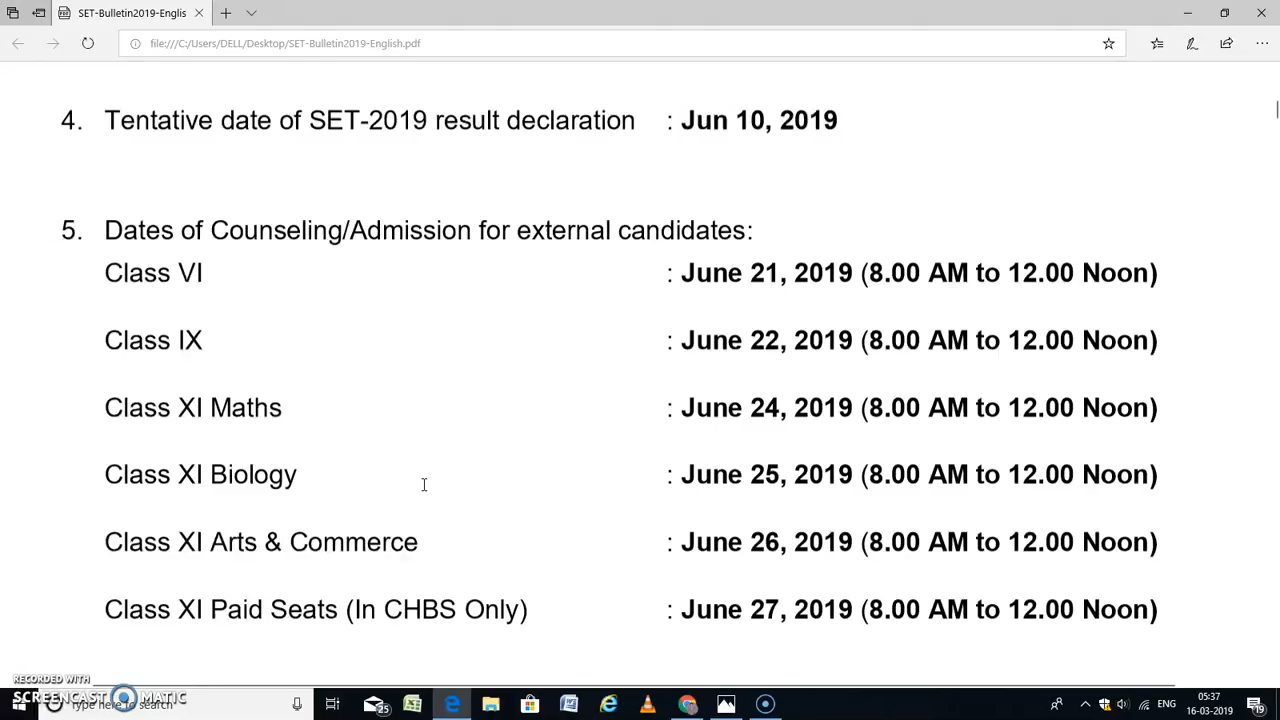 SET-Bulletin2019-Englis
file:///C:/Users/DELL/Desktop/SET-Bulletin2019-English.pdf
4. Tentative date of SET-2019 result declaration : Jun 10, 2019
5. Dates of Counseling/Admission for external candidates:
Class VI : June 21, 2019 (8.00 AM to 12.00 Noon)
Class IX : June 22, 2019 (8.00 AM to 12.00 Noon)
Class XI Maths : June 24, 2019 (8.00 AM to 12.00 Noon)
Class XI Biology : June 25, 2019 (8.00 AM to 12.00 Noon)
Class XI Arts & Commerce : June 26, 2019 (8.00 AM to 12.00 Noon)
Class XI Paid Seats (In CHBS Only) : June 27, 2019 (8.00 AM to 12.00 Noon)
RECORDED WITH
SCREENCAST MATIC
Type here to search
25
ENG
05:37
16-03-2019
19